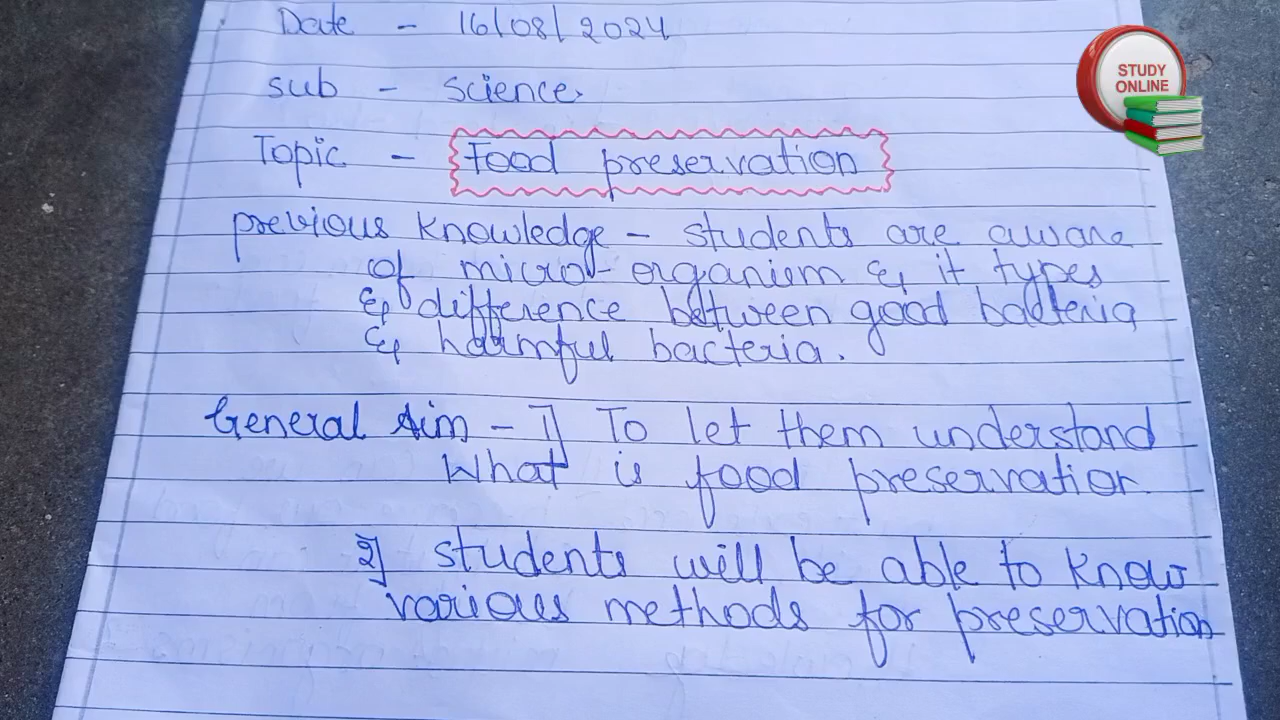 Date - 16/08/2024
Sub - Science.
Topic - Food preservation
previous Knowledge - students are aware
of micro-organiem & it types
& difference between good bacteria
& harmful bacteria.
General Aim - 1] To let them understand
What is food preservation.
2] students will be able to know
various methods for preservation
STUDY
ONLINE